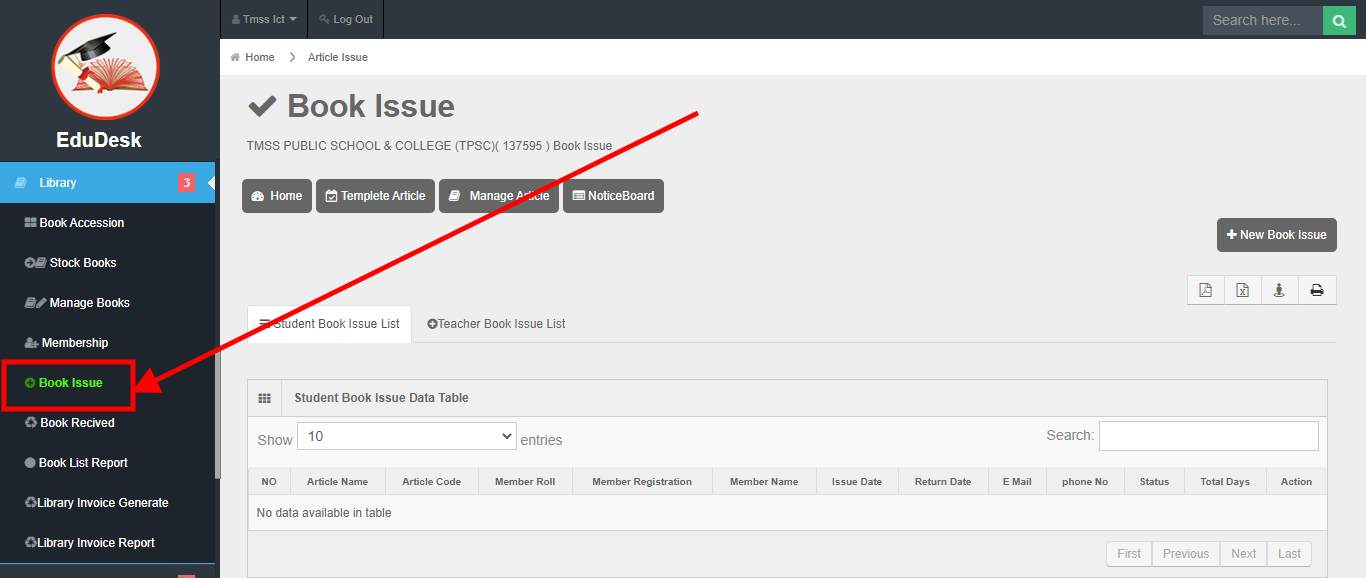 Tmss Ict
Log Out
Search here...
EduDesk
Home
Article Issue
Book Issue
TMSS PUBLIC SCHOOL & COLLEGE (TPSC)( 137595 ) Book Issue
Library 3
Home
Templete Article
Manage Article
NoticeBoard
New Book Issue
Book Accession
Stock Books
Manage Books
Membership
Book Issue
Book Recived
Book List Report
Library Invoice Generate
Library Invoice Report
Student Book Issue List
Teacher Book Issue List
Student Book Issue Data Table
Show 10 entries
Search:
NO Article Name Article Code Member Roll Member Registration Member Name Issue Date Return Date E Mail phone No Status Total Days Action
No data available in table
First Previous Next Last